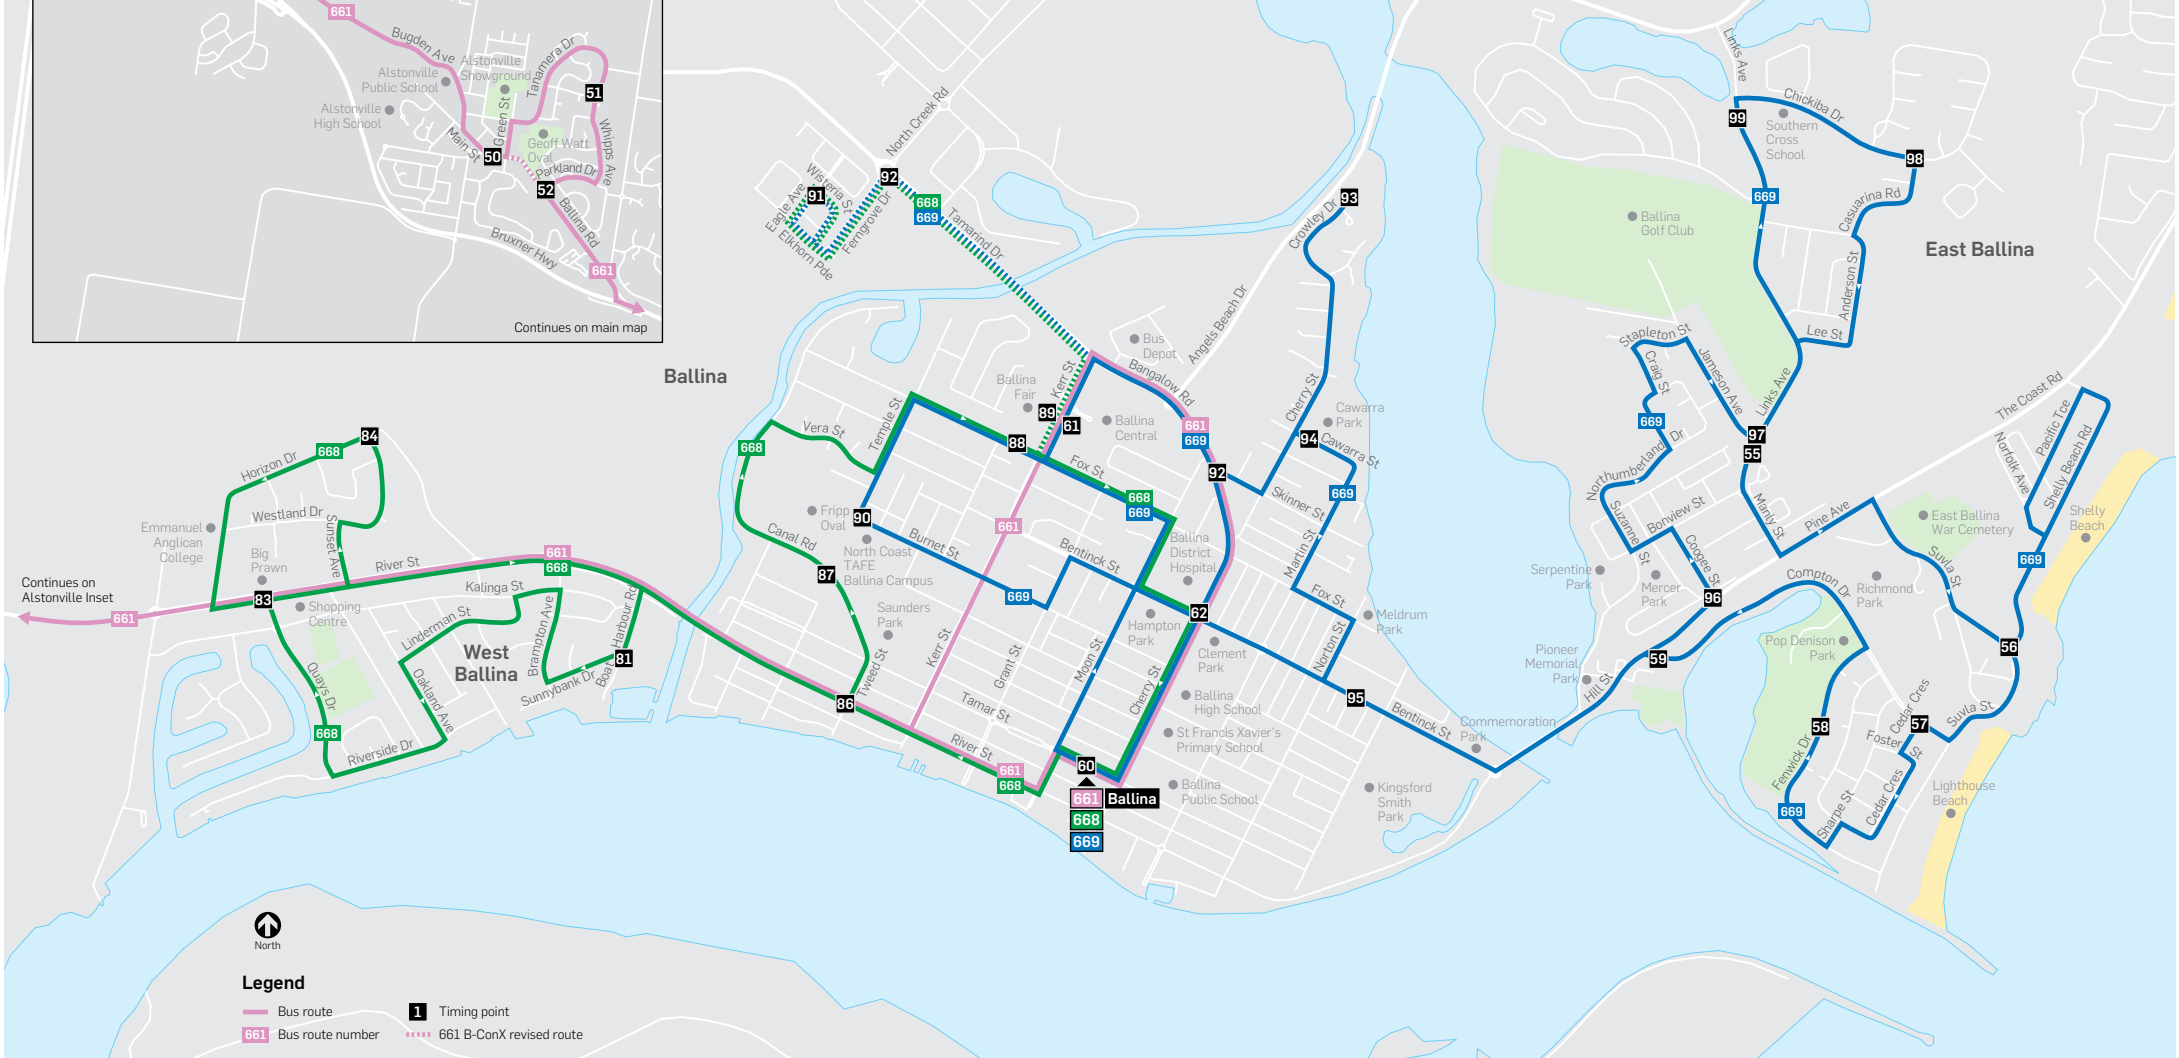 661
Bugden Ave
Alstonville
Showground
Tanamera Dr
Alstonville
Public School
51
Alstonville
High School
Green St
Whipps Ave
Main St
Geoff Watt
Oval
50
Parkland Dr
52
Ballina Rd
Bruxner Hwy
661
Continues on main map
North Creek Rd
92
Wisteria St
91
Eagle Ave
Elkhorn Pde
Ferngrove Dr
668
669
Tamarind Dr
93
Crowley Dr
Angels Beach Dr
Links Ave
99
Chickiba Dr
Southern
Cross
School
98
669
Casuarina Rd
Ballina
Golf Club
East Ballina
Anderson St
Lee St
Stapleton St
Craig St
Jameson Ave
Links Ave
The Coast Rd
Ballina
Bus
Depot
Kerr St
Bangalow Rd
Ballina
Fair
89
61
Ballina
Central
661
669
Cherry St
Cawarra
Park
94
Cawarra St
669
Skinner St
92
Vera St
Temple St
668
88
Fox St
668
669
84
668
Horizon Dr
Westland Dr
Sunset Ave
Emmanuel
Anglican
College
Big
Prawn
River St
661
668
Kalinga St
Continues on
Alstonville Inset
661
83
Shopping
Centre
Linderman St
West
Ballina
Brampton Ave
Boat Harbour Rd
81
Sunnybank Dr
Oakland Ave
Quays Dr
668
Riverside Dr
Fripp
Oval
90
North Coast
TAFE
Ballina Campus
Canal Rd
87
Burnet St
661
Bentinck St
669
Ballina
District
Hospital
Saunders
Park
Tweed St
86
Kerr St
Grant St
Moon St
Tamar St
River St
661
668
Hampton
Park
62
Clement
Park
Cherry St
Ballina
High School
St Francis Xavier's
Primary School
Ballina
Public School
60
661 Ballina
668
669
Martin St
Fox St
Meldrum
Park
Norton St
95
Bentinck St
Commemoration
Park
Kingsford
Smith
Park
669
97
55
Northumberland Dr
Suzanne St
Bonview St
Coogee St
Manly St
Pine Ave
Serpentine
Park
Mercer
Park
96
Compton Dr
Richmond
Park
Pioneer
Memorial
Park
59
Hill St
Pop Denison
Park
East Ballina
War Cemetery
Suvla St
Norfolk Ave
Pacific Tce
Shelly Beach Rd
Shelly
Beach
669
56
Suvla St
57
Cedar Cres
Foster St
Cedar Cres
58
Fenwick Dr
669
Sharpe St
Lighthouse
Beach
North
Legend
Bus route
1 Timing point
661 Bus route number
661 B-ConX revised route